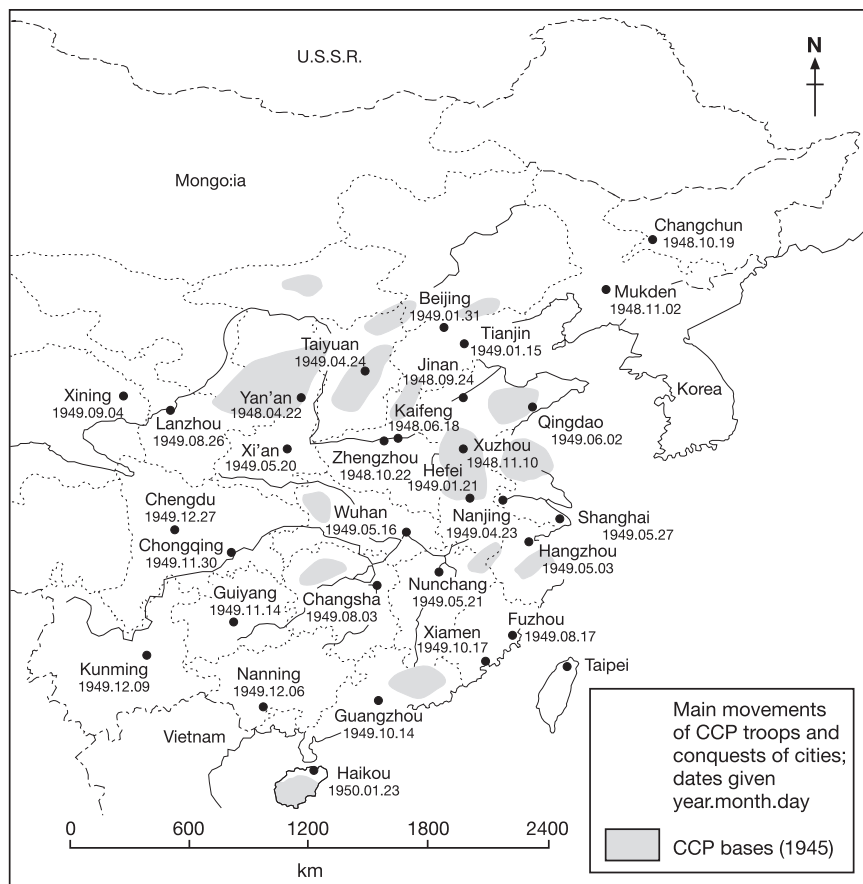 U.S.S.R.
N
Mongo:ia
Changchun
1948.10.19
Mukden
1948.11.02
Beijing
1949.01.31
Tianjin
1949.01.15
Taiyuan
1949.04.24
Jinan
1948.09.24
Korea
Xining
1949.09.04
Lanzhou
1949.08.26
Yan'an
1948.04.22
Kaifeng
1948.06.18
Qingdao
1949.06.02
Xi'an
1949.05.20
Zhengzhou
1948.10.22
Xuzhou
1948.11.10
Hefei
1949.01.21
Chengdu
1949.12.27
Wuhan
1949.05.16
Nanjing
1949.04.23
Shanghai
1949.05.27
Chongqing
1949.11.30
Hangzhou
1949.05.03
Guiyang
1949.11.14
Changsha
1949.08.03
Nunchang
1949.05.21
Fuzhou
1949.08.17
Xiamen
1949.10.17
Kunming
1949.12.09
Nanning
1949.12.06
Taipei
Guangzhou
1949.10.14
Vietnam
Haikou
1950.01.23
Main movements
of CCP troops and
conquests of cities;
dates given
year.month.day
CCP bases (1945)
0 600 1200 1800 2400
km